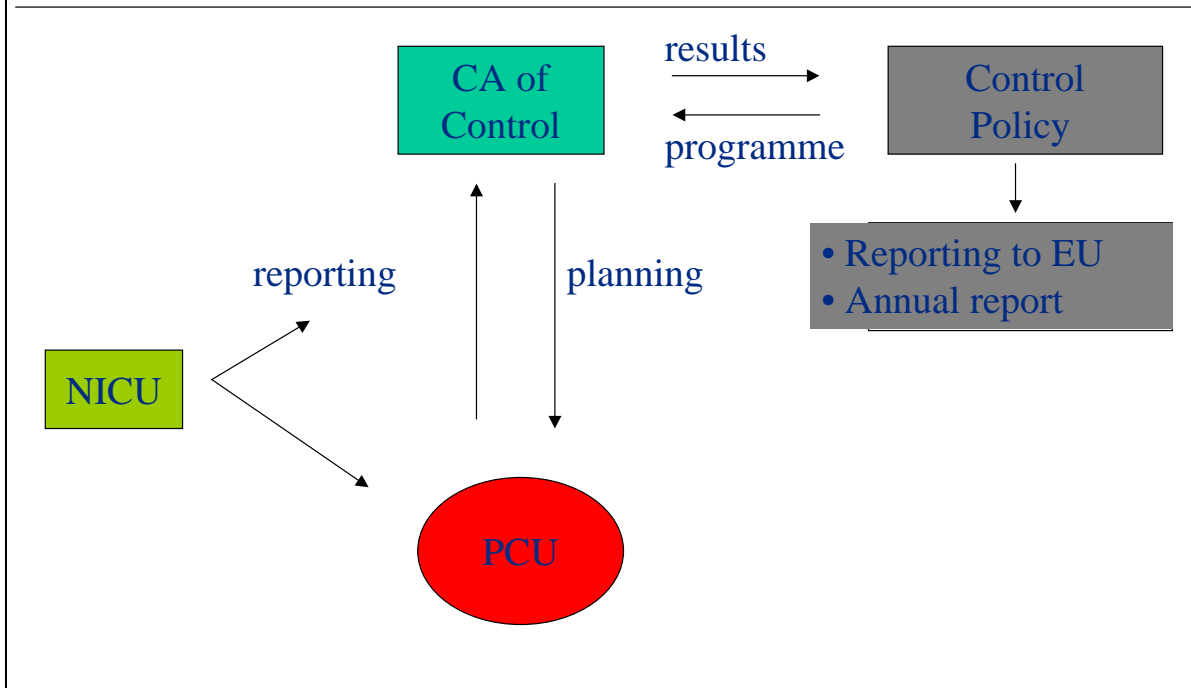 results
CA of
Control
Control
Policy
programme
• Reporting to EU
• Annual report
reporting
planning
NICU
PCU